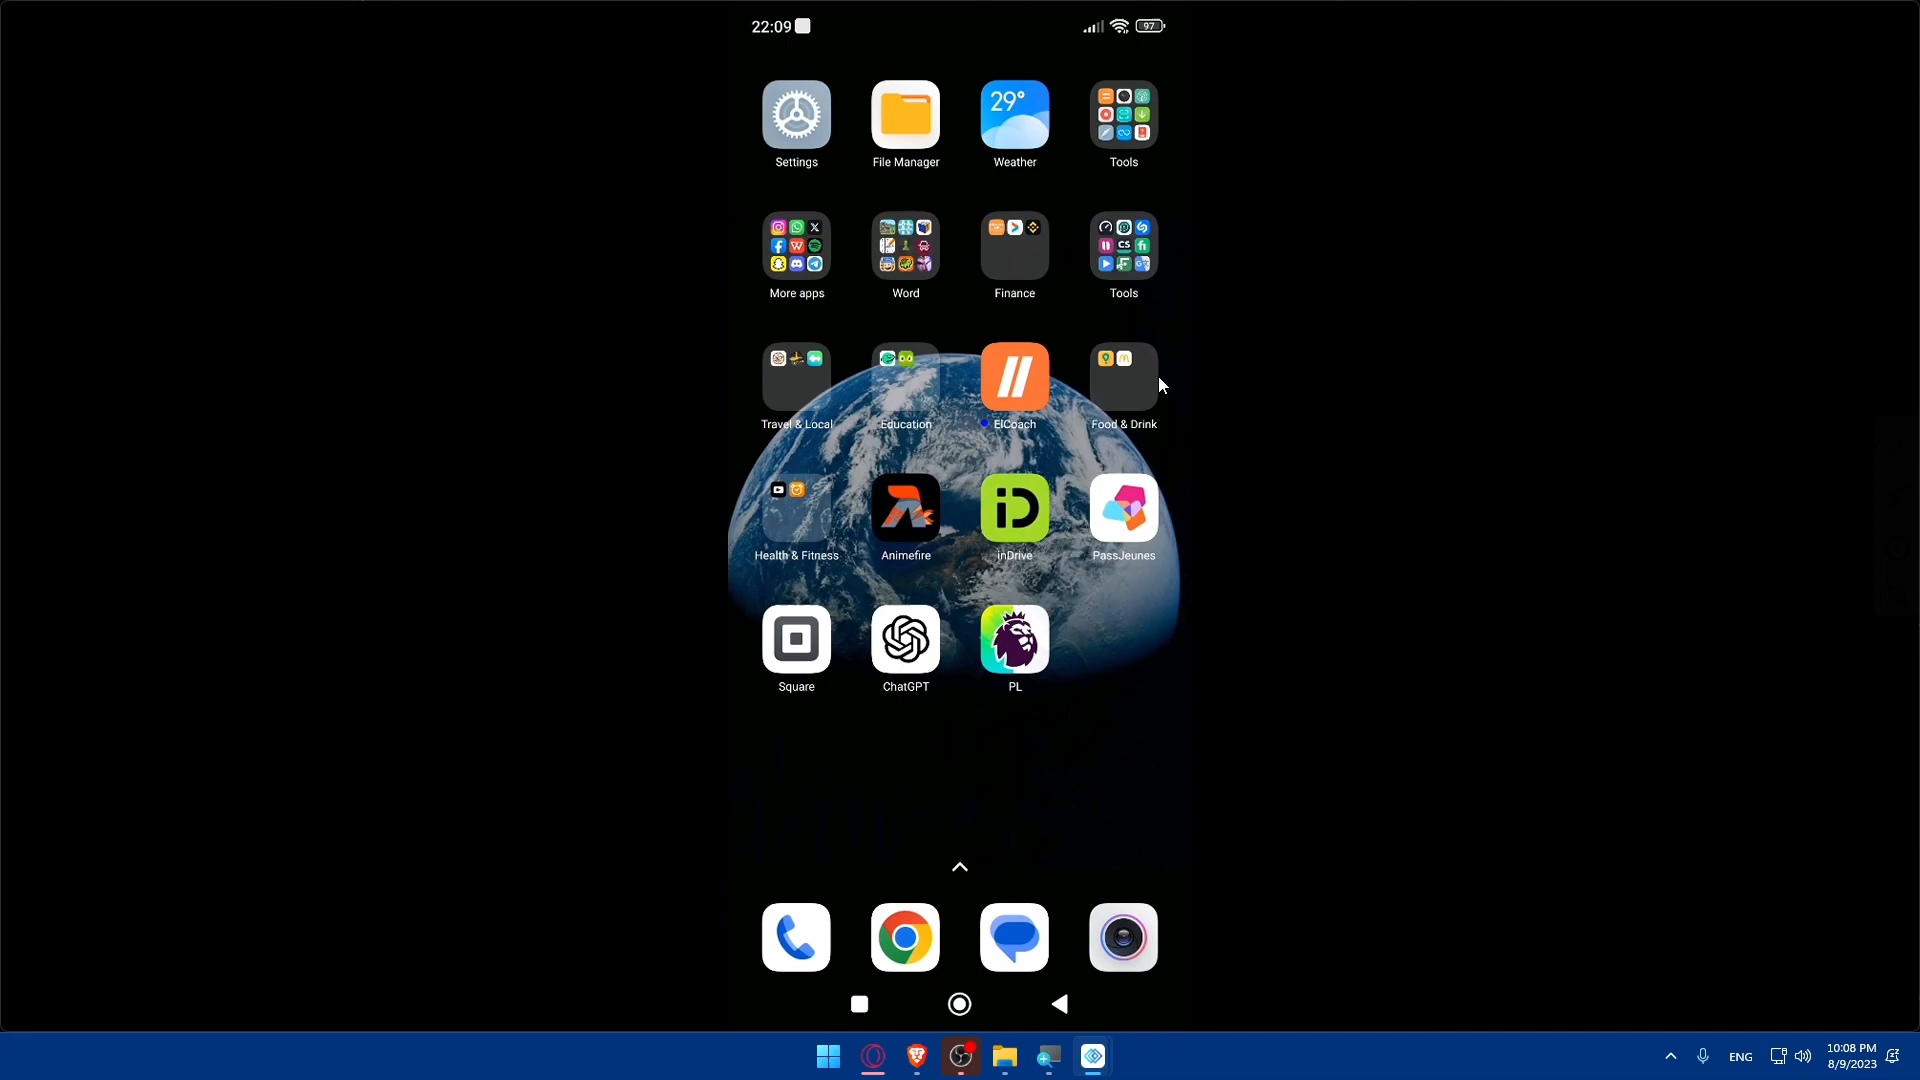 22:09
97
29°
Settings
File Manager
Weather
Tools
More apps
Word
Finance
Tools
Travel & Local
Education
ElCoach
Food & Drink
Health & Fitness
Animefire
inDrive
PassJeunes
Square
ChatGPT
PL
ENG
10:08 PM
8/9/2023